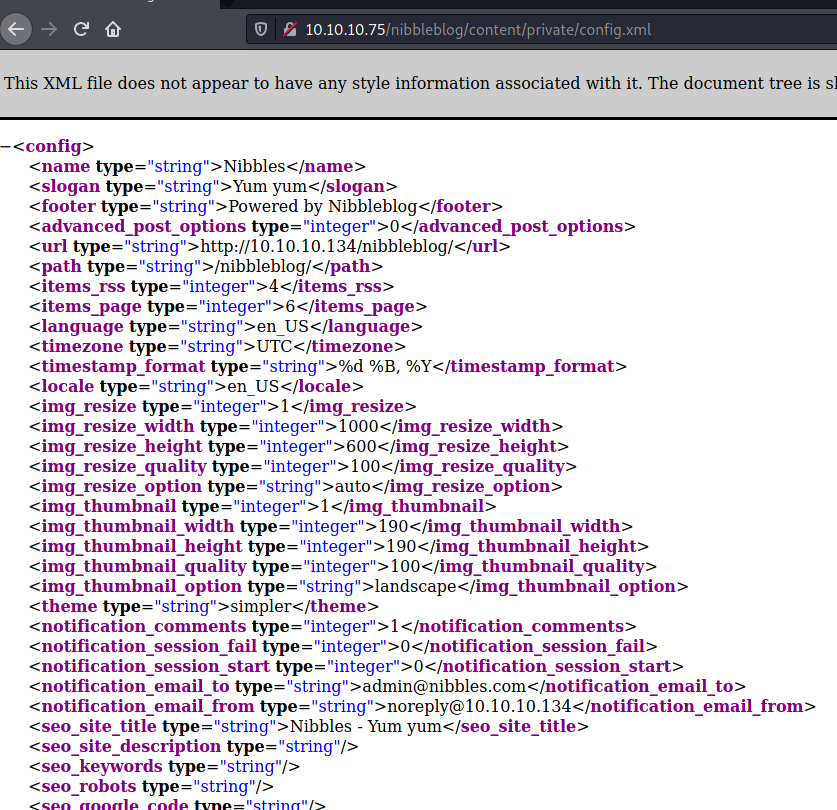 10.10.10.75/nibbleblog/content/private/config.xml
This XML file does not appear to have any style information associated with it. The document tree is
−<config>
<name type="string">Nibbles</name>
<slogan type="string">Yum yum</slogan>
<footer type="string">Powered by Nibbleblog</footer>
<advanced_post_options type="integer">0</advanced_post_options>
<url type="string">http://10.10.10.134/nibbleblog/</url>
<path type="string">/nibbleblog/</path>
<items_rss type="integer">4</items_rss>
<items_page type="integer">6</items_page>
<language type="string">en_US</language>
<timezone type="string">UTC</timezone>
<timestamp_format type="string">%d %B, %Y</timestamp_format>
<locale type="string">en_US</locale>
<img_resize type="integer">1</img_resize>
<img_resize_width type="integer">1000</img_resize_width>
<img_resize_height type="integer">600</img_resize_height>
<img_resize_quality type="integer">100</img_resize_quality>
<img_resize_option type="string">auto</img_resize_option>
<img_thumbnail type="integer">1</img_thumbnail>
<img_thumbnail_width type="integer">190</img_thumbnail_width>
<img_thumbnail_height type="integer">190</img_thumbnail_height>
<img_thumbnail_quality type="integer">100</img_thumbnail_quality>
<img_thumbnail_option type="string">landscape</img_thumbnail_option>
<theme type="string">simpler</theme>
<notification_comments type="integer">1</notification_comments>
<notification_session_fail type="integer">0</notification_session_fail>
<notification_session_start type="integer">0</notification_session_start>
<notification_email_to type="string">admin@nibbles.com</notification_email_to>
<notification_email_from type="string">noreply@10.10.10.134</notification_email_from>
<seo_site_title type="string">Nibbles - Yum yum</seo_site_title>
<seo_site_description type="string"/>
<seo_keywords type="string"/>
<seo_robots type="string"/>
<seo_google_code type="string"/>